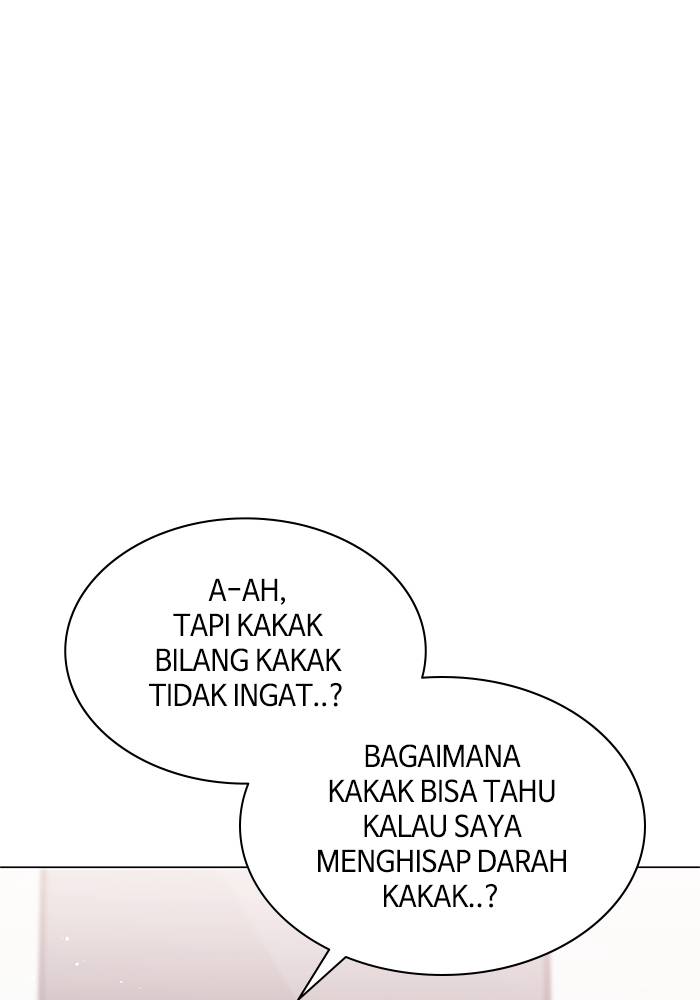 A-AH,
TAPI KAKAK
BILANG KAKAK
TIDAK INGAT..?
BAGAIMANA
KAKAK BISA TAHU
KALAU SAYA
MENGHISAP DARAH
KAKAK..?